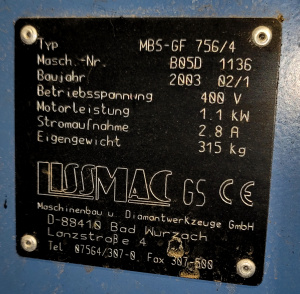 Typ MBS-GF 756/4
Masch.-Nr. B05D 1136
Baujahr 2003 02/1
Betriebsspannung 400 V
Motorleistung 1.1 kW
Stromaufnahme 2.8 A
Eigengewicht 315 kg
LISSMAC GS CE
Maschinenbau u. Diamantwerkzeuge GmbH
D-88410 Bad Wurzach
Lanzstraße 4
Tel 07564/307-0, Fax 307-500